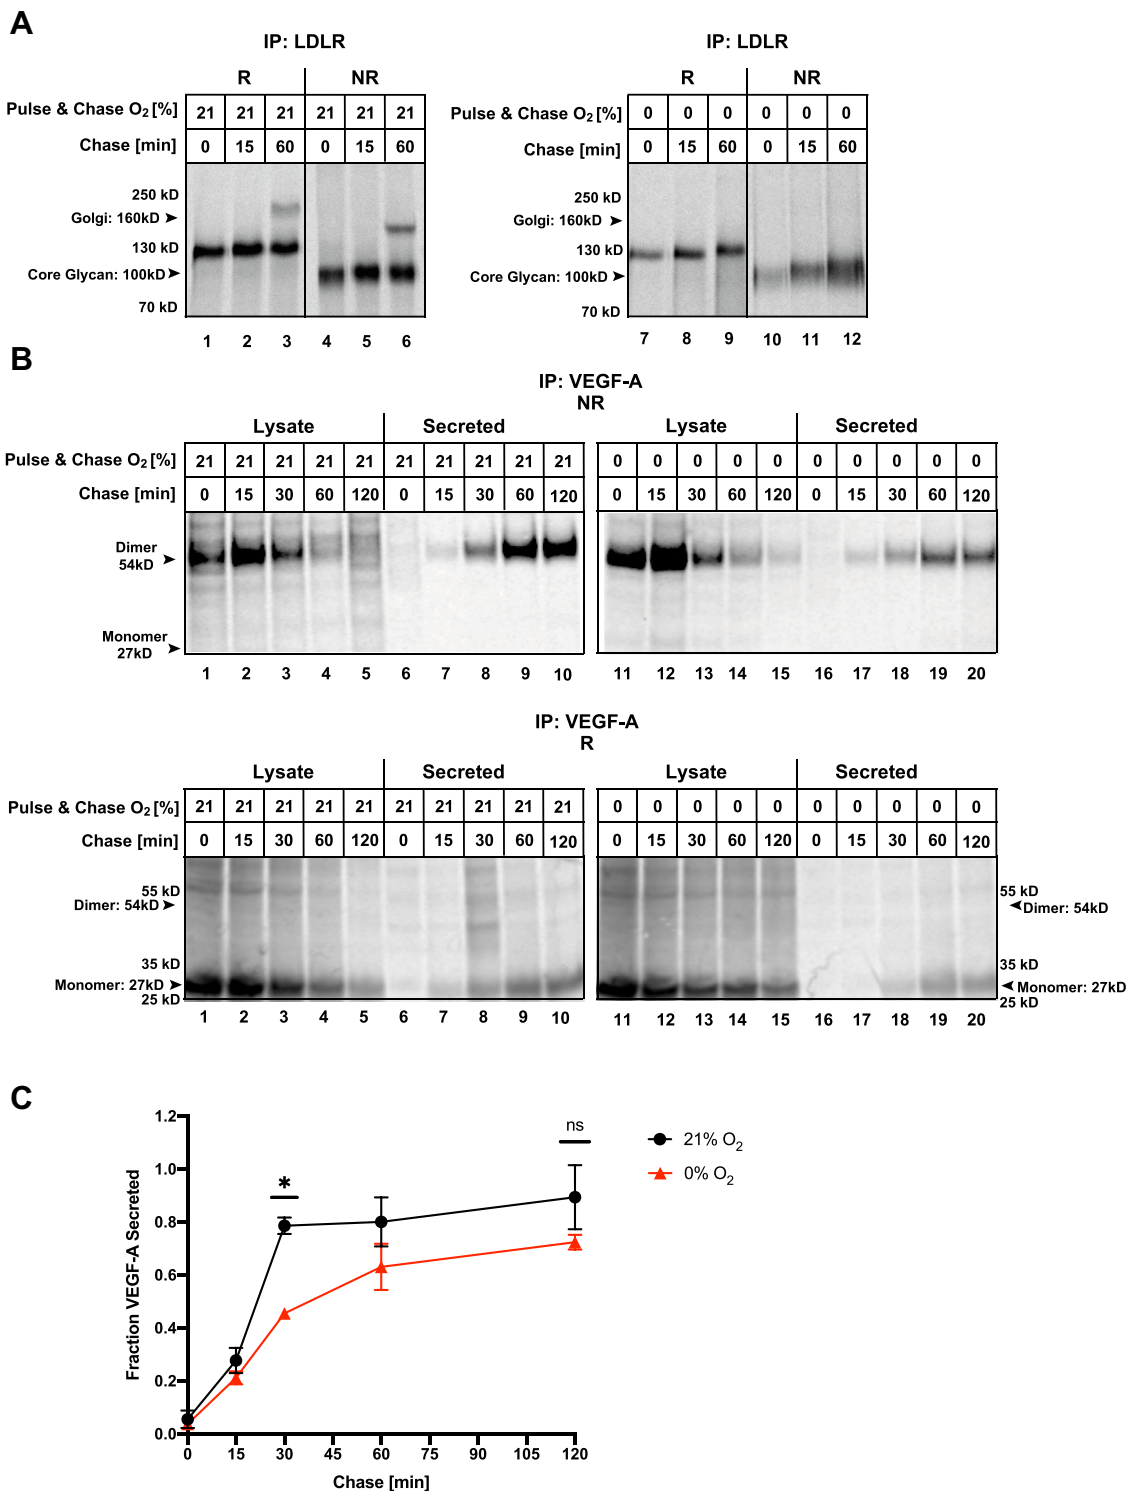 A
IP: LDLR
R NR
Pulse & Chase O2 [%] 21 21 21 21 21 21
Chase [min] 0 15 60 0 15 60
250 kD
Golgi: 160kD
130 kD
Core Glycan: 100kD
70 kD
1 2 3 4 5 6
IP: LDLR
R NR
Pulse & Chase O2 [%] 0 0 0 0 0 0
Chase [min] 0 15 60 0 15 60
250 kD
Golgi: 160kD
130 kD
Core Glycan: 100kD
70 kD
7 8 9 10 11 12
B
IP: VEGF-A
NR
Lysate Secreted Lysate Secreted
Pulse & Chase O2 [%] 21 21 21 21 21 21 21 21 21 21 0 0 0 0 0 0 0 0 0 0
Chase [min] 0 15 30 60 120 0 15 30 60 120 0 15 30 60 120 0 15 30 60 120
Dimer
54kD
Monomer
27kD
1 2 3 4 5 6 7 8 9 10 11 12 13 14 15 16 17 18 19 20
IP: VEGF-A
R
Lysate Secreted Lysate Secreted
Pulse & Chase O2 [%] 21 21 21 21 21 21 21 21 21 21 0 0 0 0 0 0 0 0 0 0
Chase [min] 0 15 30 60 120 0 15 30 60 120 0 15 30 60 120 0 15 30 60 120
55 kD 55 kD
Dimer: 54kD Dimer: 54kD
35 kD 35 kD
Monomer: 27kD Monomer: 27kD
25 kD 25 kD
1 2 3 4 5 6 7 8 9 10 11 12 13 14 15 16 17 18 19 20
C
Fraction VEGF-A Secreted
1.2
1.0
0.8
0.6
0.4
0.2
0.0
* ns
21% O2
0% O2
0 15 30 45 60 75 90 105 120
Chase [min]